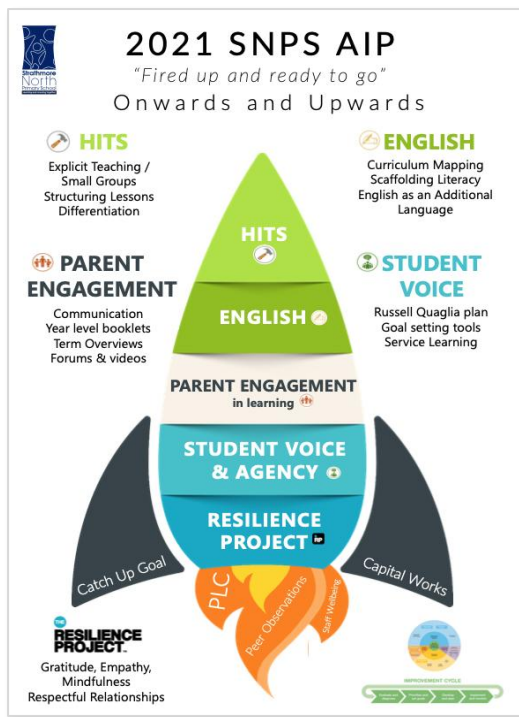 2021 SNPS AIP
"Fired up and ready to go"
Onwards and Upwards
Strathmore
North
Primary School
HITS
Explicit Teaching /
Small Groups
Structuring Lessons
Differentiation
ENGLISH
Curriculum Mapping
Scaffolding Literacy
English as an Additional
Language
PARENT
ENGAGEMENT
Communication
Year level booklets
Term Overviews
Forums & videos
STUDENT
VOICE
Russell Quaglia plan
Goal setting tools
Service Learning
HITS
ENGLISH
PARENT ENGAGEMENT
in learning
STUDENT VOICE
& AGENCY
RESILIENCE
PROJECT
Catch Up Goal
Capital Works
PLC
Peer Observations
Staff Wellbeing
THE
RESILIENCE
PROJECT
Gratitude, Empathy,
Mindfulness
Respectful Relationships
IMPROVEMENT CYCLE